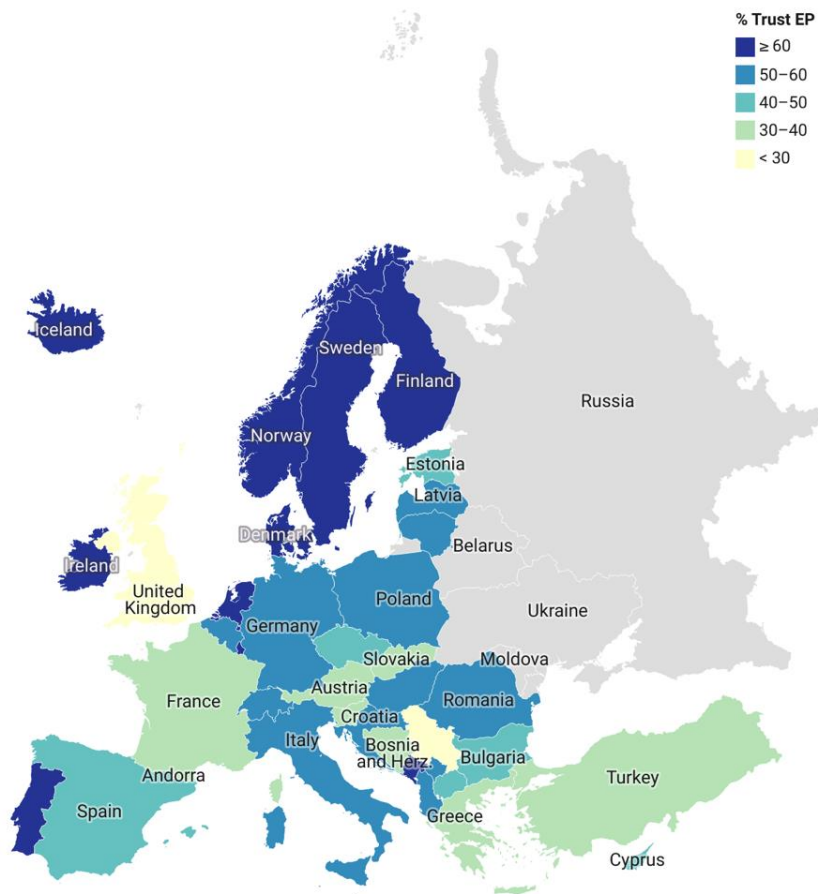 % Trust EP
≥ 60
50–60
40–50
30–40
< 30
Iceland
Sweden
Finland
Russia
Norway
Estonia
Latvia
Denmark
Belarus
Ireland
United
Kingdom
Poland
Ukraine
Germany
Slovakia
Moldova
Austria
France
Romania
Croatia
Italy
Bosnia
and Herz.
Bulgaria
Andorra
Turkey
Spain
Greece
Cyprus